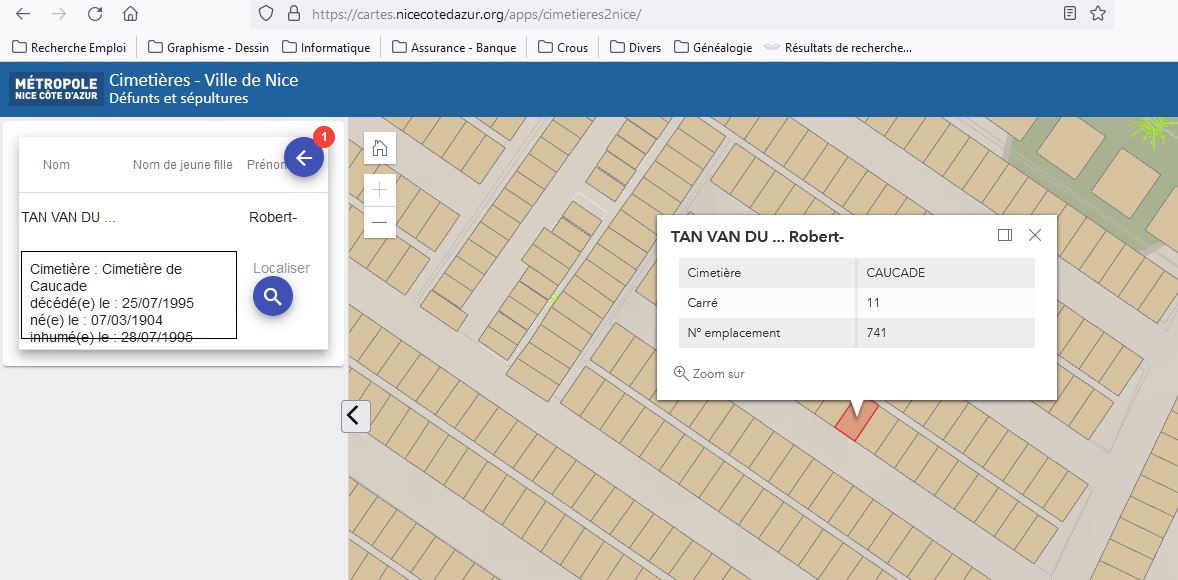 https://cartes.nicecotedazur.org/apps/cimetieres2nice/
Recherche Emploi
Graphisme - Dessin
Informatique
Assurance - Banque
Crous
Divers
Généalogie
Résultats de recherche...
MÉTROPOLE
NICE CÔTE D'AZUR
Cimetières - Ville de Nice
Défunts et sépultures
1
Nom
Nom de jeune fille
TAN VAN DU ...
Robert-
Cimetière : Cimetière de
Caucade
décédé(e) le : 25/07/1995
né(e) le : 07/03/1904
inhumé(e) le : 28/07/1995
Localiser
TAN VAN DU ... Robert-
Cimetière
CAUCADE
Carré
11
N° emplacement
741
Zoom sur